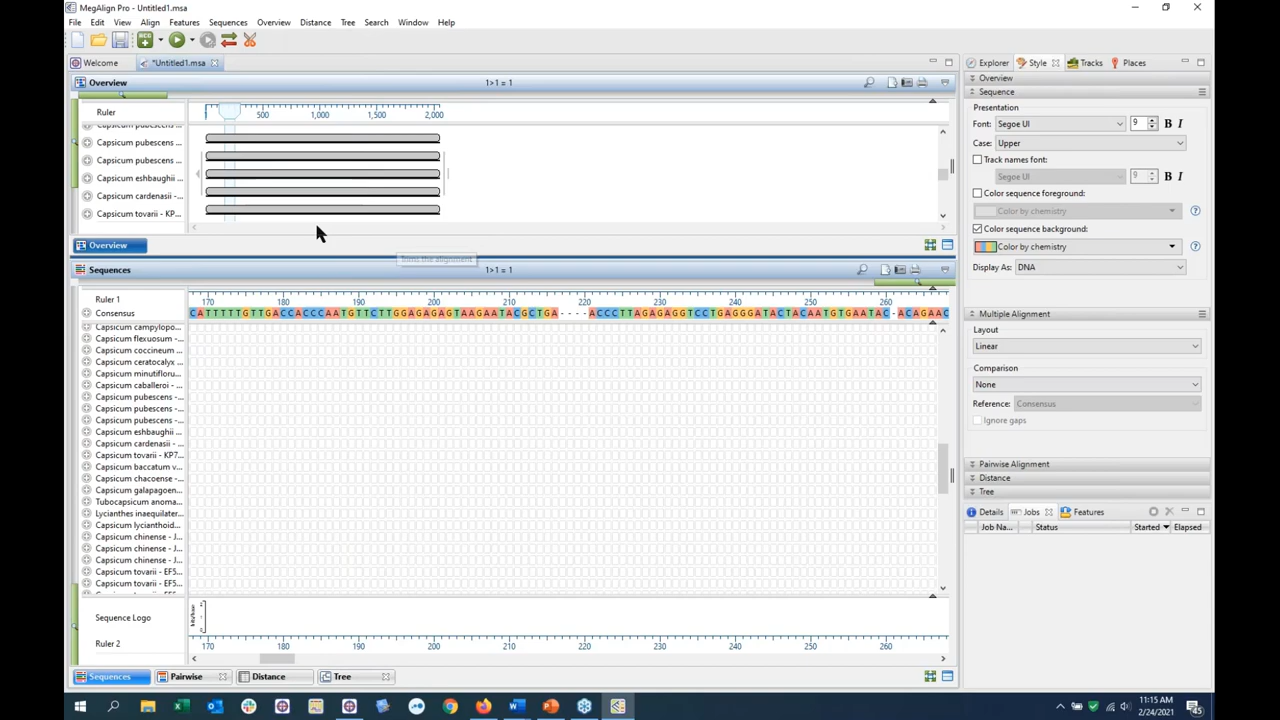 MegAlign Pro - Untitled1.msa
File Edit View Align Features Sequences Overview Distance Tree Search Window Help
Welcome *Untitled1.msa
Overview 1>1 = 1
Ruler 500 1,000 1,500 2,000
Capsicum pubescens ...
Capsicum pubescens ...
Capsicum pubescens ...
Capsicum eshbaughii ...
Capsicum cardenasii -...
Capsicum tovarii - KP...
Overview
Trims the alignment
Sequences 1>1 = 1
Ruler 1 170 180 190 200 210 220 230 240 250 260
Consensus CATTTTTGTTGACCACCCAATGTTCTTGGAGAGAGTAAGAATACGCTGA----ACCCTTAGAGAGGTCCTGAGGGATACTACAATGTGAATAC-ACAGAAC
Capsicum campylopo...
Capsicum flexuosum -...
Capsicum coccineum ...
Capsicum ceratocalyx ...
Capsicum minutifloru...
Capsicum caballeroi - ...
Capsicum pubescens -...
Capsicum pubescens -...
Capsicum pubescens -...
Capsicum eshbaughii ...
Capsicum cardenasii -...
Capsicum tovarii - KP7...
Capsicum baccatum v...
Capsicum chacoense -...
Capsicum galapagoen...
Tubocapsicum anoma...
Lycianthes inaequilater...
Capsicum lycianthoid...
Capsicum chinense - J...
Capsicum chinense - J...
Capsicum chinense - J...
Capsicum tovarii - EF5...
Capsicum tovarii - EF5...
Sequence Logo
Ruler 2 170 180 190 200 210 220 230 240 250 260
Sequences Pairwise Distance Tree
Explorer Style Tracks Places
Overview
Sequence
Presentation
Font: Segoe UI 9 B I
Case: Upper
Track names font:
Segoe UI 9 B I
Color sequence foreground:
Color by chemistry
Color sequence background:
Color by chemistry
Display As: DNA
Multiple Alignment
Layout
Linear
Comparison
None
Reference: Consensus
Ignore gaps
Pairwise Alignment
Distance
Tree
Details Jobs Features
Job Na... Status Started Elapsed
11:15 AM
2/24/2021
45